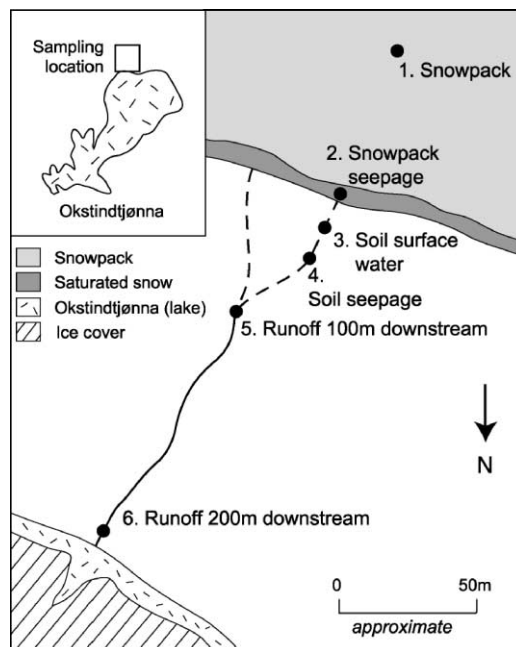 Sampling
location
Okstindtjønna
1. Snowpack
2. Snowpack
seepage
3. Soil surface
water
4.
Soil seepage
5. Runoff 100m downstream
Snowpack
Saturated snow
Okstindtjønna (lake)
Ice cover
N
6. Runoff 200m downstream
0
50m
approximate